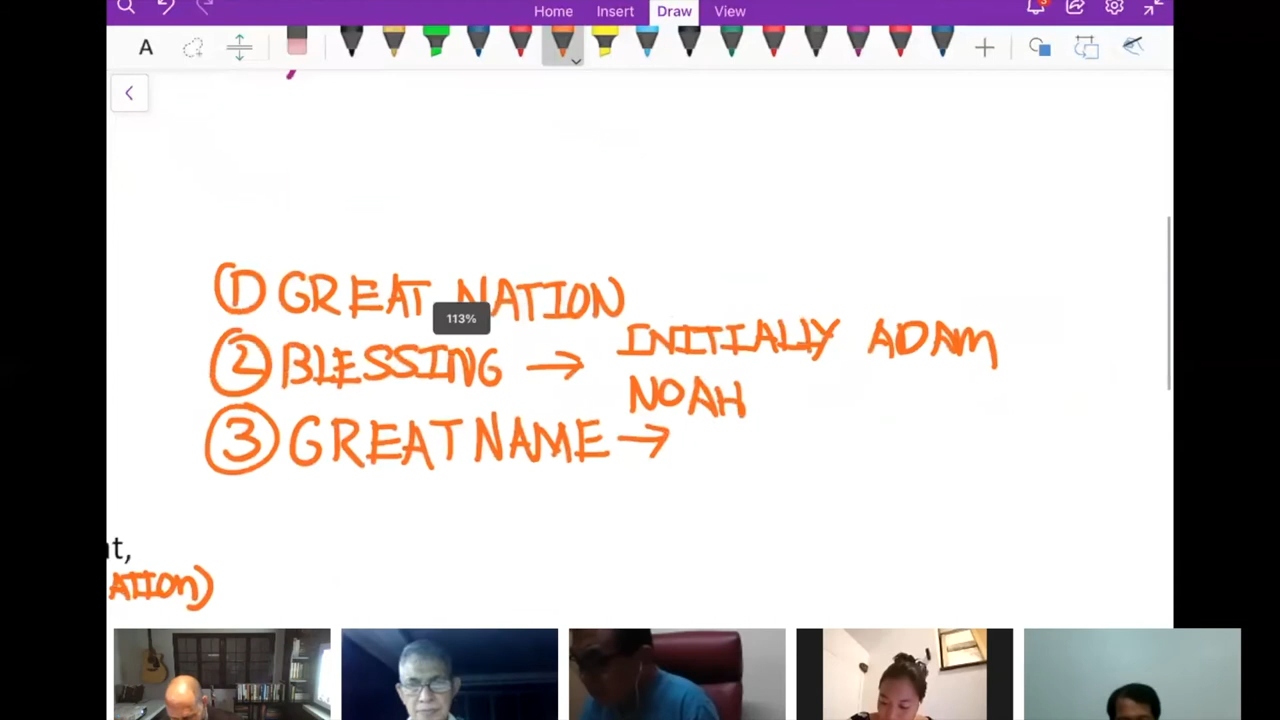 Home Insert Draw View
A
① GREAT NATION
113%
② BLESSING → INITIALLY ADAM
NOAH
③ GREAT NAME →
t,
ATION)